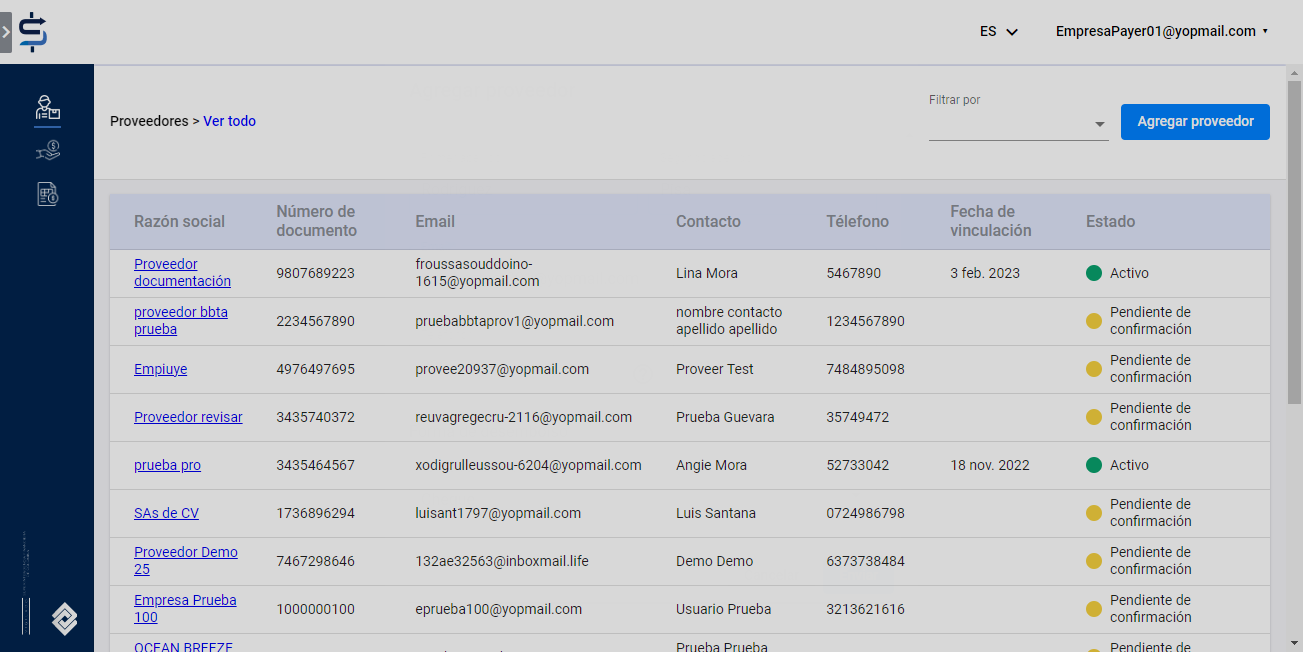 ES
EmpresaPayer01@yopmail.com
Proveedores > Ver todo
Filtrar por
Agregar proveedor
Razón social
Número de documento
Email
Contacto
Télefono
Fecha de vinculación
Estado
Proveedor documentación
9807689223
froussasouddoino-1615@yopmail.com
Lina Mora
5467890
3 feb. 2023
Activo
proveedor bbta prueba
2234567890
pruebabbtaprov1@yopmail.com
nombre contacto apellido apellido
1234567890
Pendiente de confirmación
Empiuye
4976497695
provee20937@yopmail.com
Proveer Test
7484895098
Pendiente de confirmación
Proveedor revisar
3435740372
reuvagregecru-2116@yopmail.com
Prueba Guevara
35749472
Pendiente de confirmación
prueba pro
3435464567
xodigrulleussou-6204@yopmail.com
Angie Mora
52733042
18 nov. 2022
Activo
SAs de CV
1736896294
luisant1797@yopmail.com
Luis Santana
0724986798
Pendiente de confirmación
Proveedor Demo 25
7467298646
132ae32563@inboxmail.life
Demo Demo
6373738484
Pendiente de confirmación
Empresa Prueba 100
1000000100
eprueba100@yopmail.com
Usuario Prueba
3213621616
Pendiente de confirmación
OCEAN BREEZE
Prueba Prueba
Pendiente de